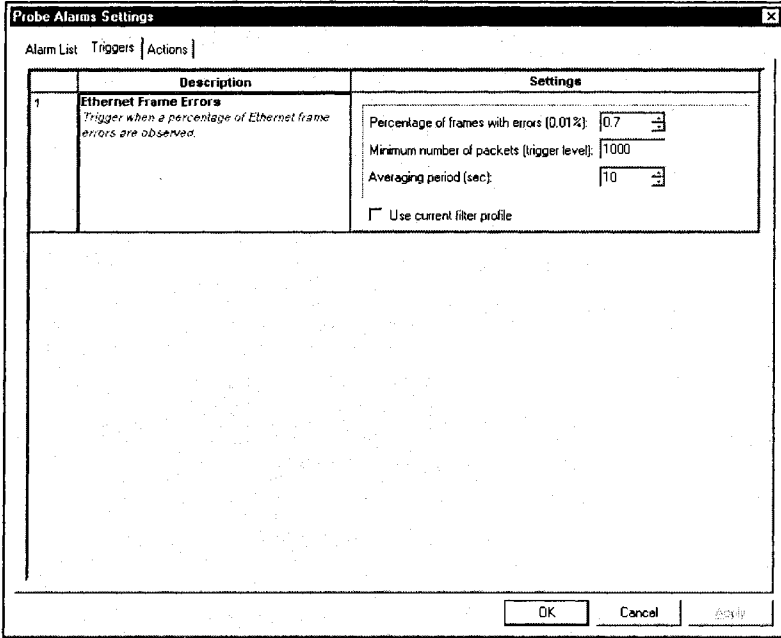 Probe Alarms Settings
Alarm List Triggers Actions
Description Settings
1 Ethernet Frame Errors
Trigger when a percentage of Ethernet frame
errors are observed.
Percentage of frames with errors (0.01%): 0.7
Minimum number of packets (trigger level): 1000
Averaging period (sec): 10
Use current filter profile
OK Cancel Apply